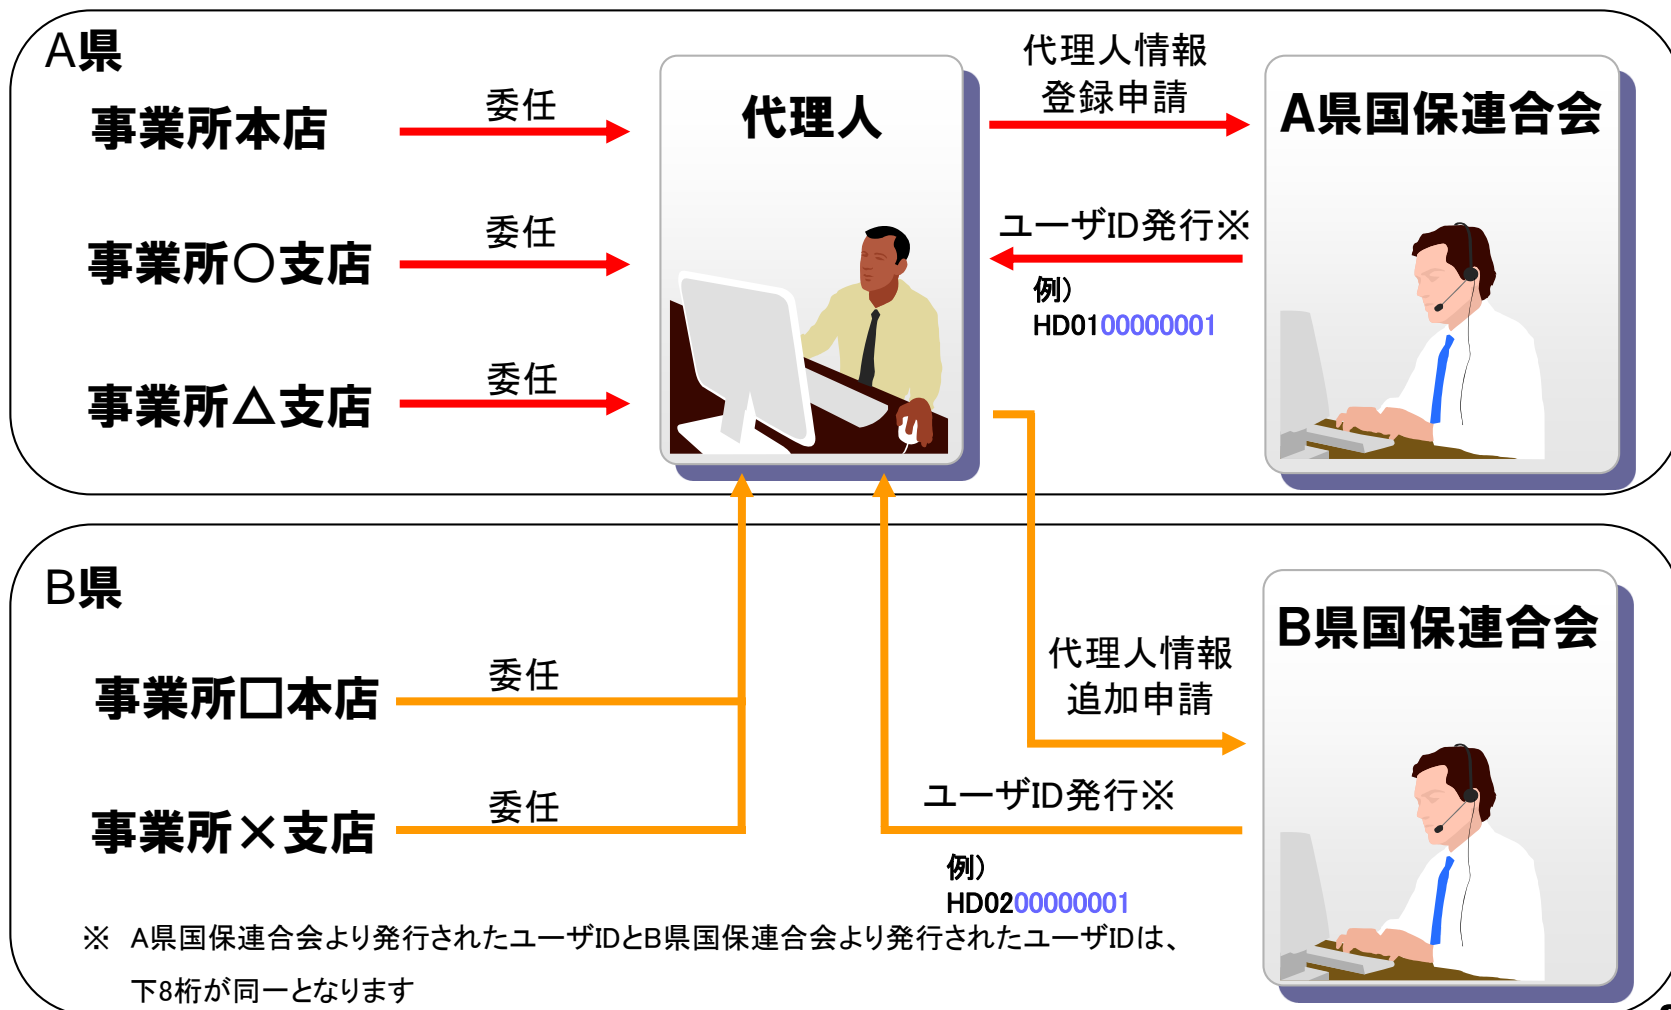 A県
事業所本店
委任
代理人
代理人情報
登録申請
A県国保連合会
事業所○支店
委任
ユーザID発行※
例)
HD0100000001
事業所△支店
委任
B県
B県国保連合会
事業所□本店
委任
代理人情報
追加申請
事業所×支店
委任
ユーザID発行※
例)
HD0200000001
※ A県国保連合会より発行されたユーザIDとB県国保連合会より発行されたユーザIDは、
下8桁が同一となります